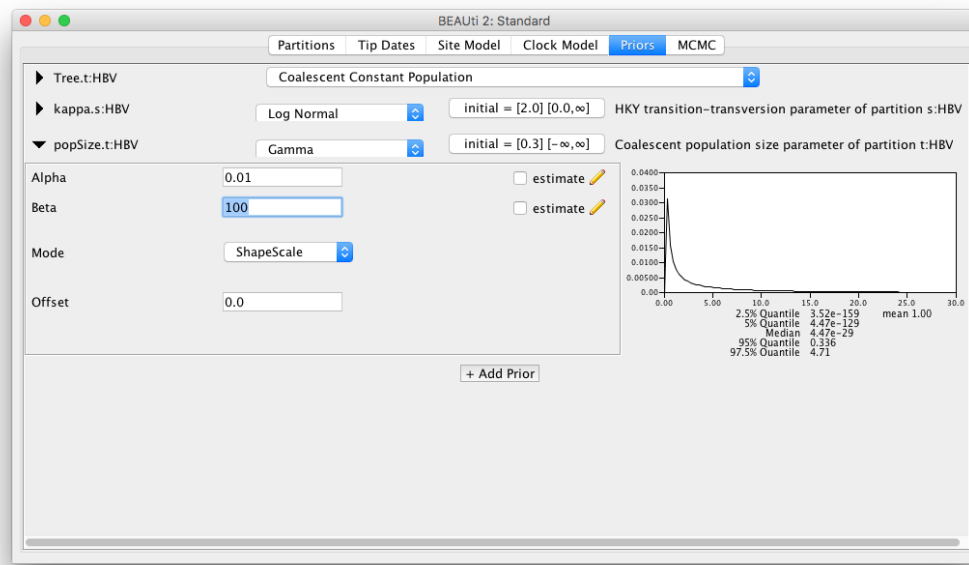 BEAUti 2: Standard
Partitions Tip Dates Site Model Clock Model Priors MCMC
Tree.t:HBV Coalescent Constant Population
kappa.s:HBV Log Normal initial = [2.0] [0.0,∞] HKY transition-transversion parameter of partition s:HBV
popSize.t:HBV Gamma initial = [0.3] [-∞,∞] Coalescent population size parameter of partition t:HBV
Alpha 0.01 estimate
Beta 100 estimate
Mode ShapeScale
Offset 0.0
0.0400
0.0350
0.0300
0.0250
0.0200
0.0150
0.0100
0.00500
0.00
0.00 5.00 10.0 15.0 20.0 25.0 30.0
2.5% Quantile 3.52e-159 mean 1.00
5% Quantile 4.47e-129
Median 4.47e-29
95% Quantile 0.336
97.5% Quantile 4.71
+ Add Prior